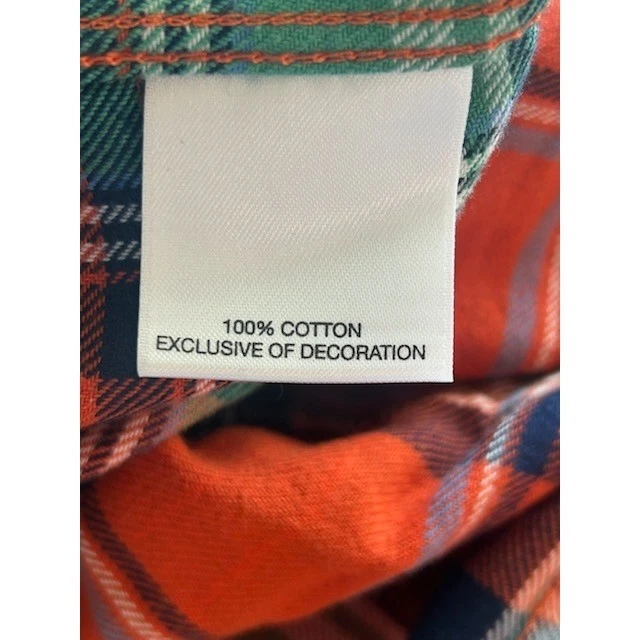 100% COTTON
EXCLUSIVE OF DECORATION